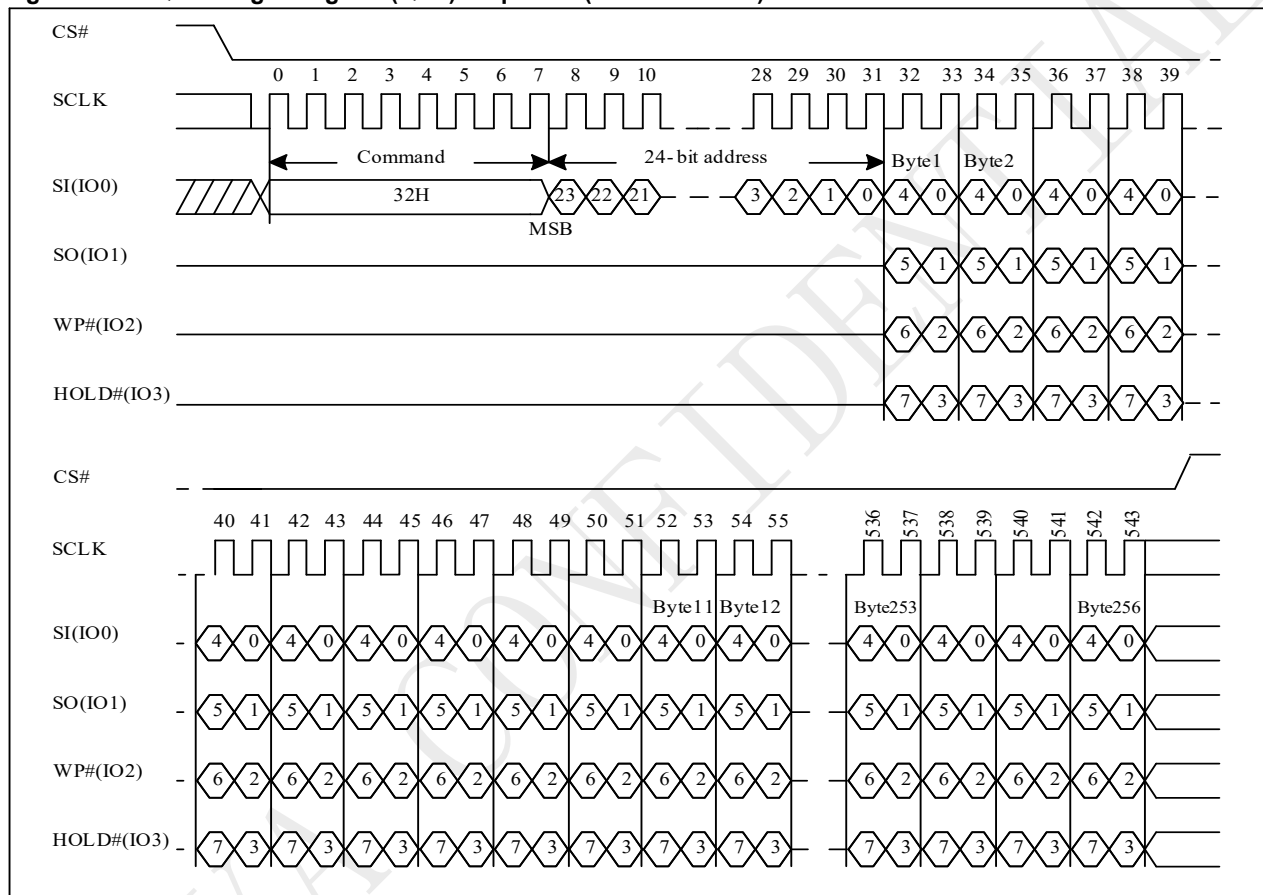 CS#
0 1 2 3 4 5 6 7 8 9 10 28 29 30 31 32 33 34 35 36 37 38 39
SCLK
Command 24-bit address Byte1 Byte2
SI(IO0) 32H 23 22 21 3 2 1 0 4 0 4 0 4 0 4 0
MSB
SO(IO1) 5 1 5 1 5 1 5 1
WP#(IO2) 6 2 6 2 6 2 6 2
HOLD#(IO3) 7 3 7 3 7 3 7 3
CS#
40 41 42 43 44 45 46 47 48 49 50 51 52 53 54 55 536 537 538 539 540 541 542 543
SCLK
Byte11 Byte12 Byte253 Byte256
SI(IO0) 4 0 4 0 4 0 4 0 4 0 4 0 4 0 4 0 4 0 4 0 4 0 4 0
SO(IO1) 5 1 5 1 5 1 5 1 5 1 5 1 5 1 5 1 5 1 5 1 5 1 5 1
WP#(IO2) 6 2 6 2 6 2 6 2 6 2 6 2 6 2 6 2 6 2 6 2 6 2 6 2
HOLD#(IO3) 7 3 7 3 7 3 7 3 7 3 7 3 7 3 7 3 7 3 7 3 7 3 7 3
CONFIDENTIAL